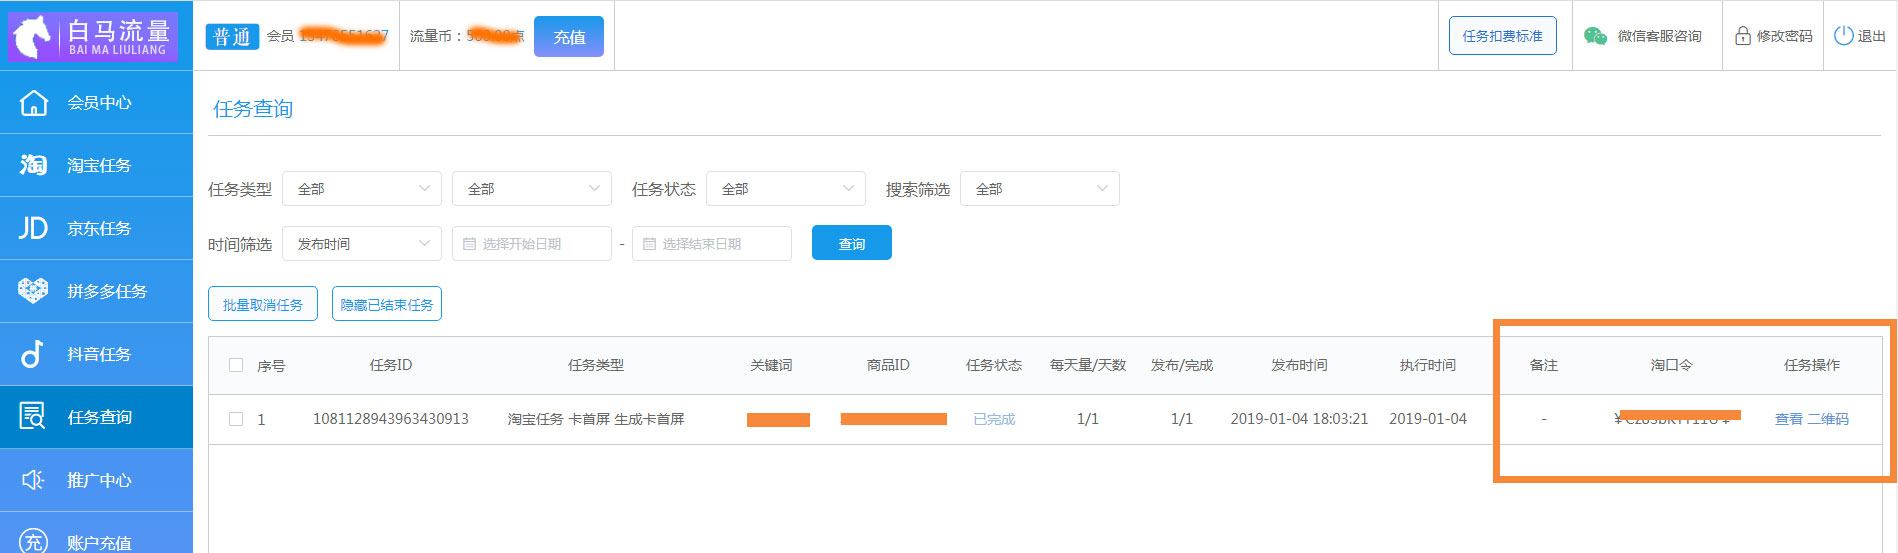 白马流量
BAI MA LIULIANG
普通 会员
流量币：
充值
任务扣费标准
微信客服咨询
修改密码
退出
会员中心
淘 淘宝任务
JD 京东任务
拼多多任务
抖音任务
任务查询
推广中心
充 账户充值
任务查询
任务类型 全部 全部 任务状态 全部 搜索筛选 全部
时间筛选 发布时间 选择开始日期 - 选择结束日期 查询
批量取消任务 隐藏已结束任务
序号 任务ID 任务类型 关键词 商品ID 任务状态 每天量/天数 发布/完成 发布时间 执行时间 备注 淘口令 任务操作
1 1081128943963430913 淘宝任务 卡首屏 生成卡首屏 已完成 1/1 1/1 2019-01-04 18:03:21 2019-01-04 - 查看 二维码